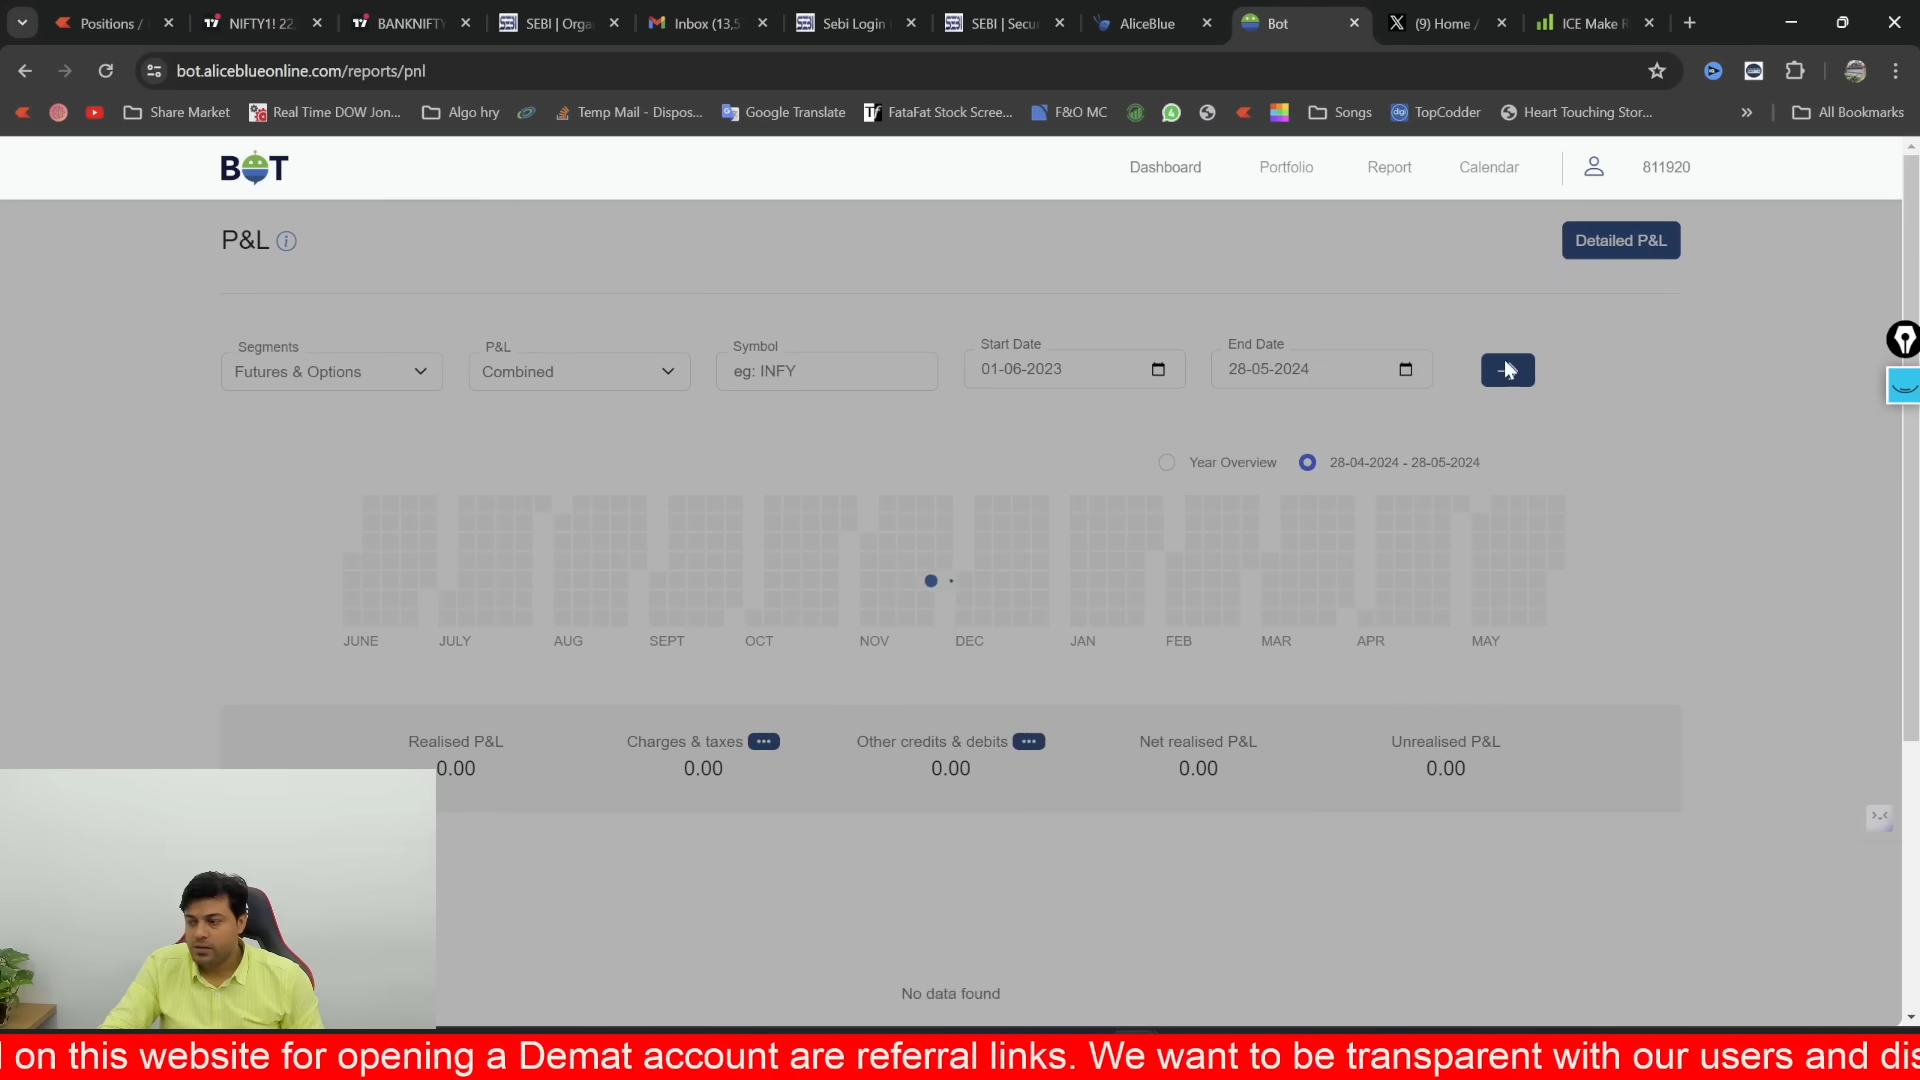 Positions /
NIFTY1! 22
BANKNIFTY
SEBI | Orga
Inbox (13,5
Sebi Login
SEBI | Secu
AliceBlue
Bot
(9) Home /
ICE Make R
bot.aliceblueonline.com/reports/pnl
Share Market
Real Time DOW Jon...
Algo hry
Temp Mail - Dispos...
Google Translate
FataFat Stock Scree...
F&O MC
Songs
TopCodder
Heart Touching Stor...
All Bookmarks
BOT
Dashboard
Portfolio
Report
Calendar
811920
P&L
Detailed P&L
Segments
Futures & Options
P&L
Combined
Symbol
eg: INFY
Start Date
01-06-2023
End Date
28-05-2024
Year Overview
28-04-2024 - 28-05-2024
JUNE JULY AUG SEPT OCT NOV DEC JAN FEB MAR APR MAY
Realised P&L
0.00
Charges & taxes
0.00
Other credits & debits
0.00
Net realised P&L
0.00
Unrealised P&L
0.00
No data found
on this website for opening a Demat account are referral links. We want to be transparent with our users and dis